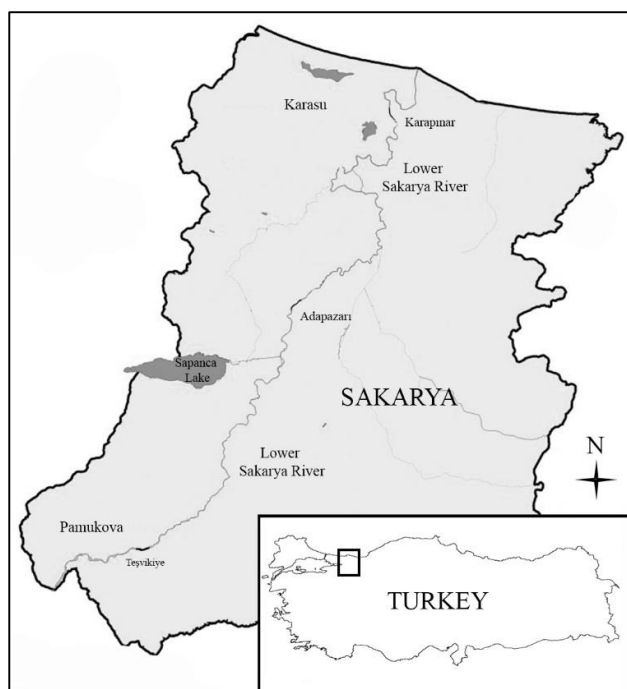 Karasu
Karapınar
Lower
Sakarya River
Adapazarı
Sapanca
Lake
SAKARYA
Lower
Sakarya River
N
Pamukova
Teşvikiye
TURKEY